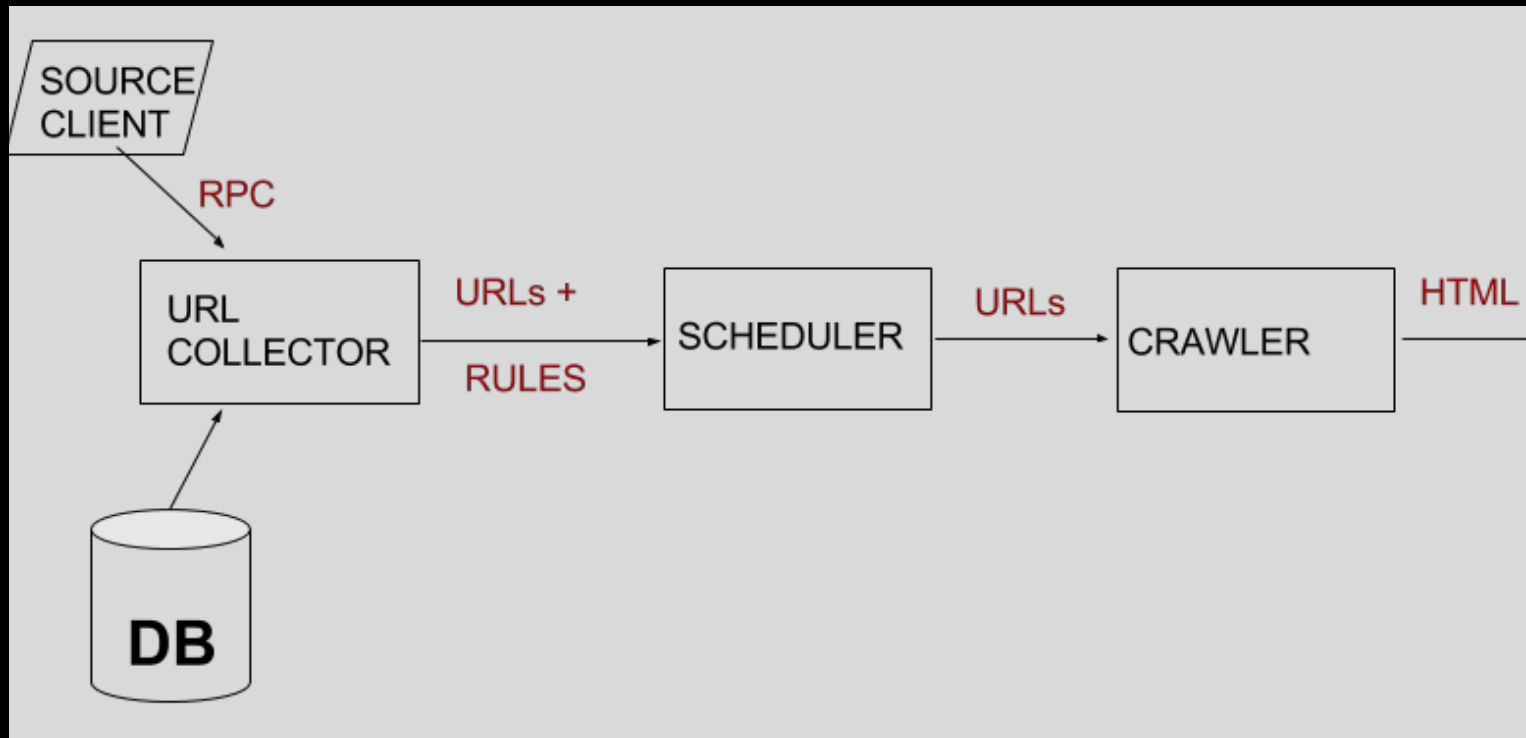 SOURCE
CLIENT
RPC
URL
COLLECTOR
URLs +
RULES
SCHEDULER
URLs
CRAWLER
HTML
DB